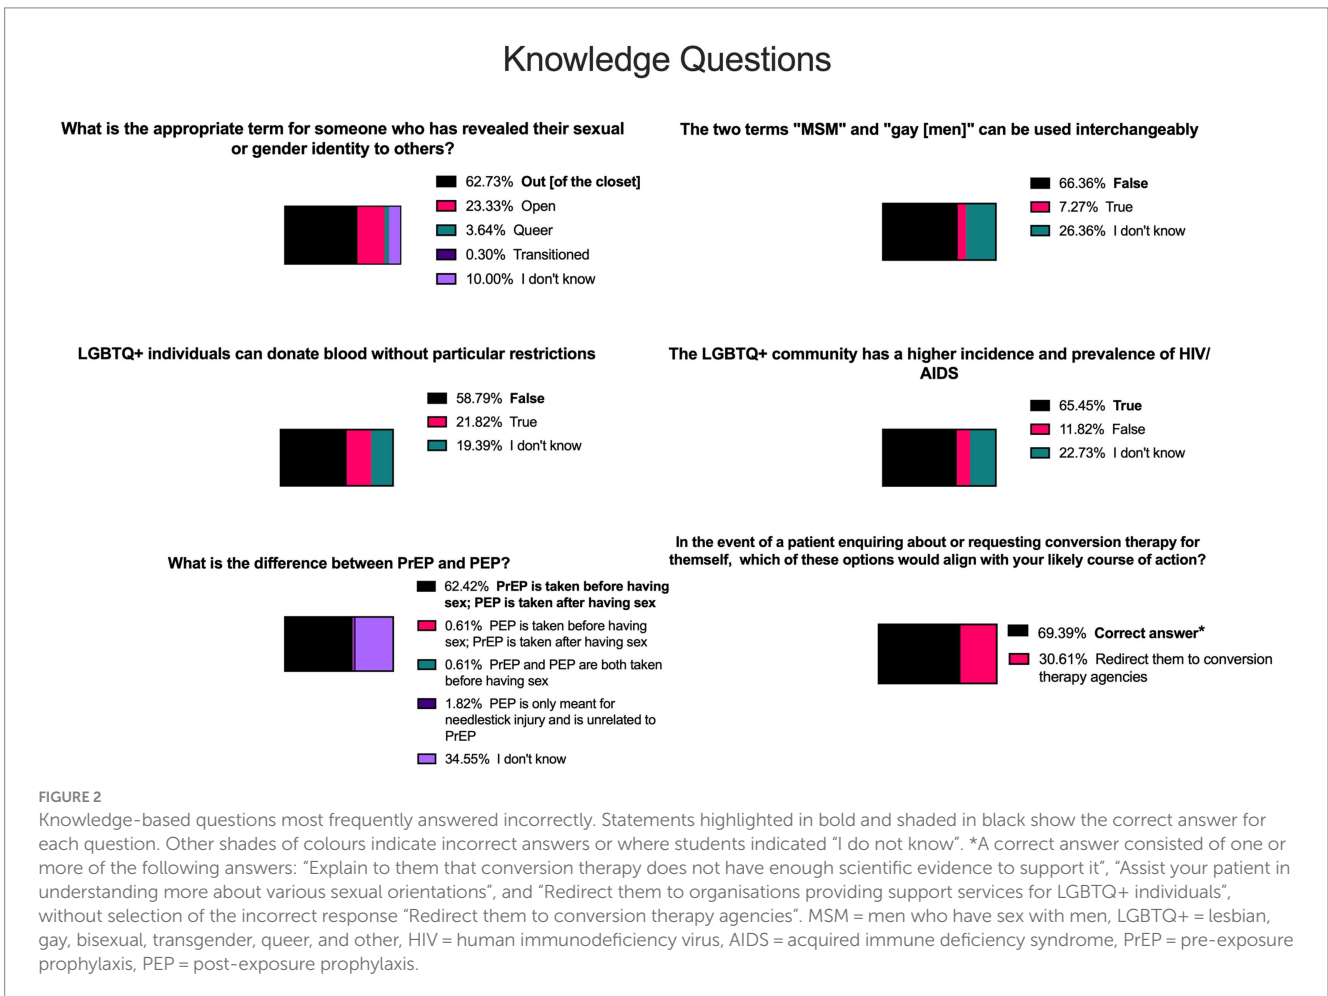 Knowledge Questions
What is the appropriate term for someone who has revealed their sexual
or gender identity to others?
62.73% Out [of the closet]
23.33% Open
3.64% Queer
0.30% Transitioned
10.00% I don't know
The two terms "MSM" and "gay [men]" can be used interchangeably
66.36% False
7.27% True
26.36% I don't know
LGBTQ+ individuals can donate blood without particular restrictions
58.79% False
21.82% True
19.39% I don't know
The LGBTQ+ community has a higher incidence and prevalence of HIV/
AIDS
65.45% True
11.82% False
22.73% I don't know
What is the difference between PrEP and PEP?
62.42% PrEP is taken before having
sex; PEP is taken after having sex
0.61% PEP is taken before having
sex; PrEP is taken after having sex
0.61% PrEP and PEP are both taken
before having sex
1.82% PEP is only meant for
needlestick injury and is unrelated to
PrEP
34.55% I don't know
In the event of a patient enquiring about or requesting conversion therapy for
themself, which of these options would align with your likely course of action?
69.39% Correct answer*
30.61% Redirect them to conversion
therapy agencies
FIGURE 2
Knowledge-based questions most frequently answered incorrectly. Statements highlighted in bold and shaded in black show the correct answer for
each question. Other shades of colours indicate incorrect answers or where students indicated “I do not know”. *A correct answer consisted of one or
more of the following answers: “Explain to them that conversion therapy does not have enough scientific evidence to support it”, “Assist your patient in
understanding more about various sexual orientations”, and “Redirect them to organisations providing support services for LGBTQ+ individuals”,
without selection of the incorrect response “Redirect them to conversion therapy agencies”. MSM = men who have sex with men, LGBTQ+ = lesbian,
gay, bisexual, transgender, queer, and other, HIV = human immunodeficiency virus, AIDS = acquired immune deficiency syndrome, PrEP = pre-exposure
prophylaxis, PEP = post-exposure prophylaxis.